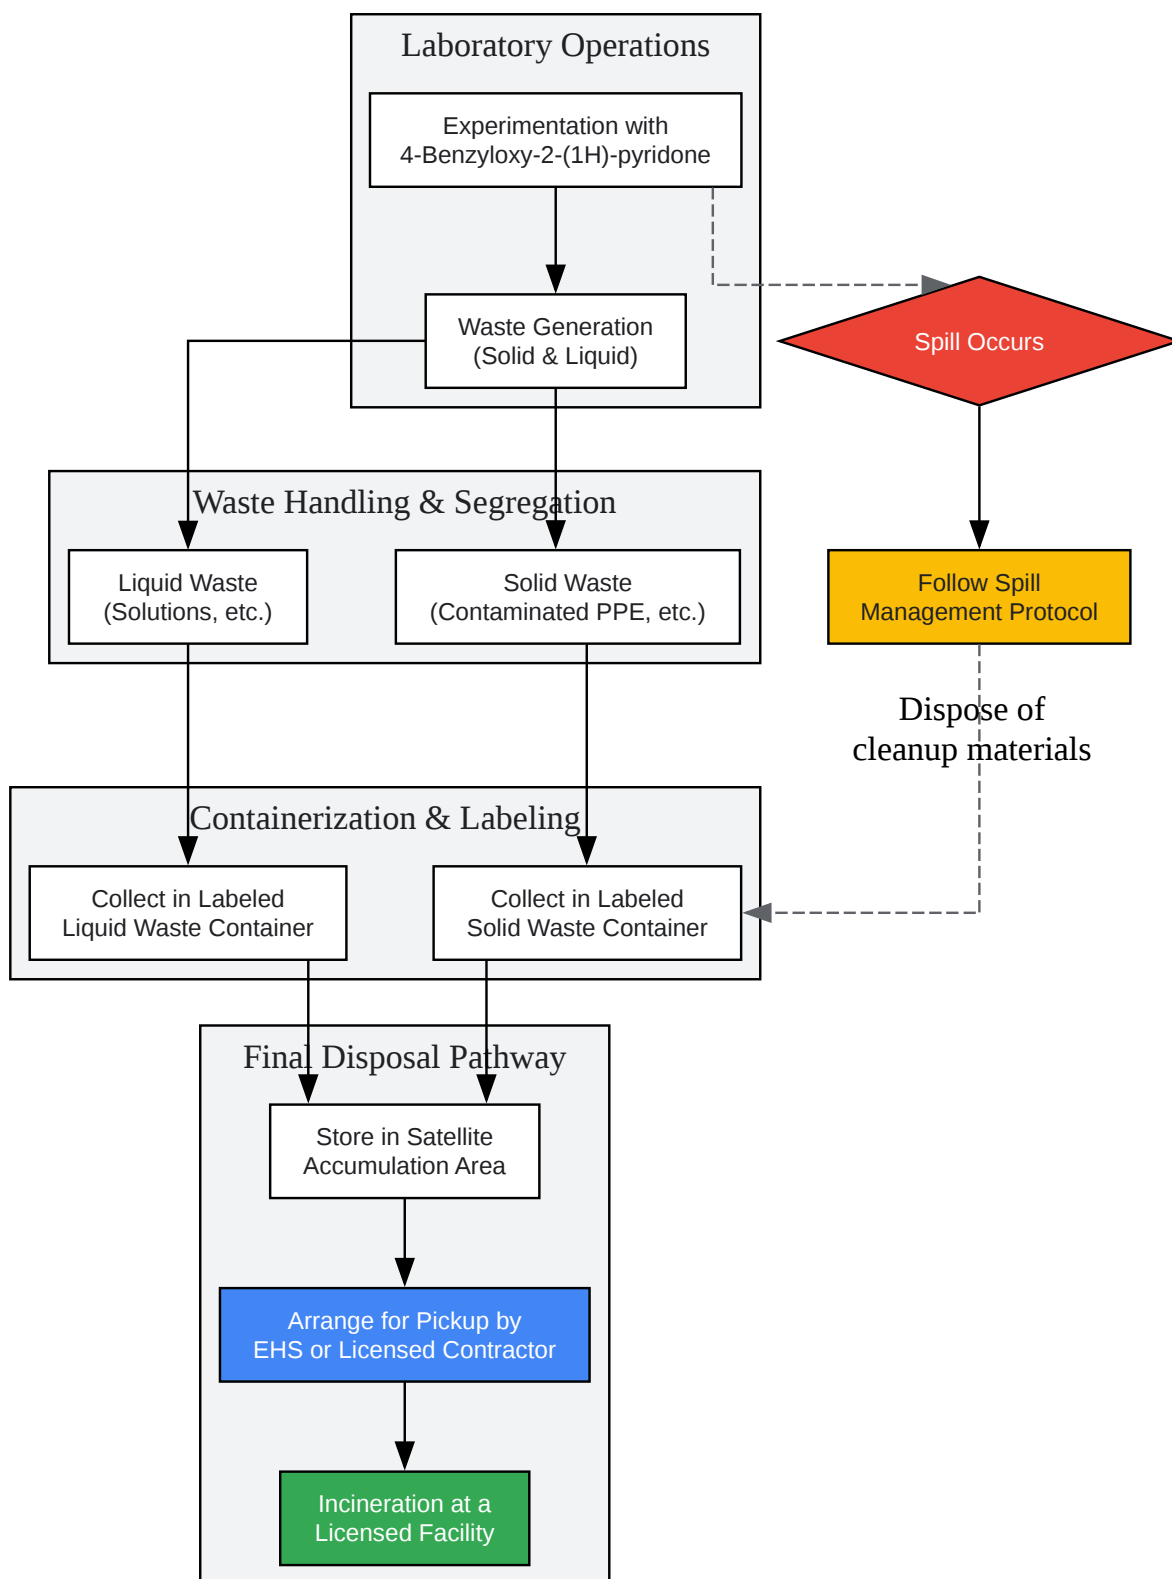 Laboratory Operations
Experimentation with
4-Benzyloxy-2-(1H)-pyridone
Waste Generation
(Solid & Liquid)
Spill Occurs
Waste Handling & Segregation
Liquid Waste
(Solutions, etc.)
Solid Waste
(Contaminated PPE, etc.)
Follow Spill
Management Protocol
Dispose of
cleanup materials
Containerization & Labeling
Collect in Labeled
Liquid Waste Container
Collect in Labeled
Solid Waste Container
Final Disposal Pathway
Store in Satellite
Accumulation Area
Arrange for Pickup by
EHS or Licensed Contractor
Incineration at a
Licensed Facility